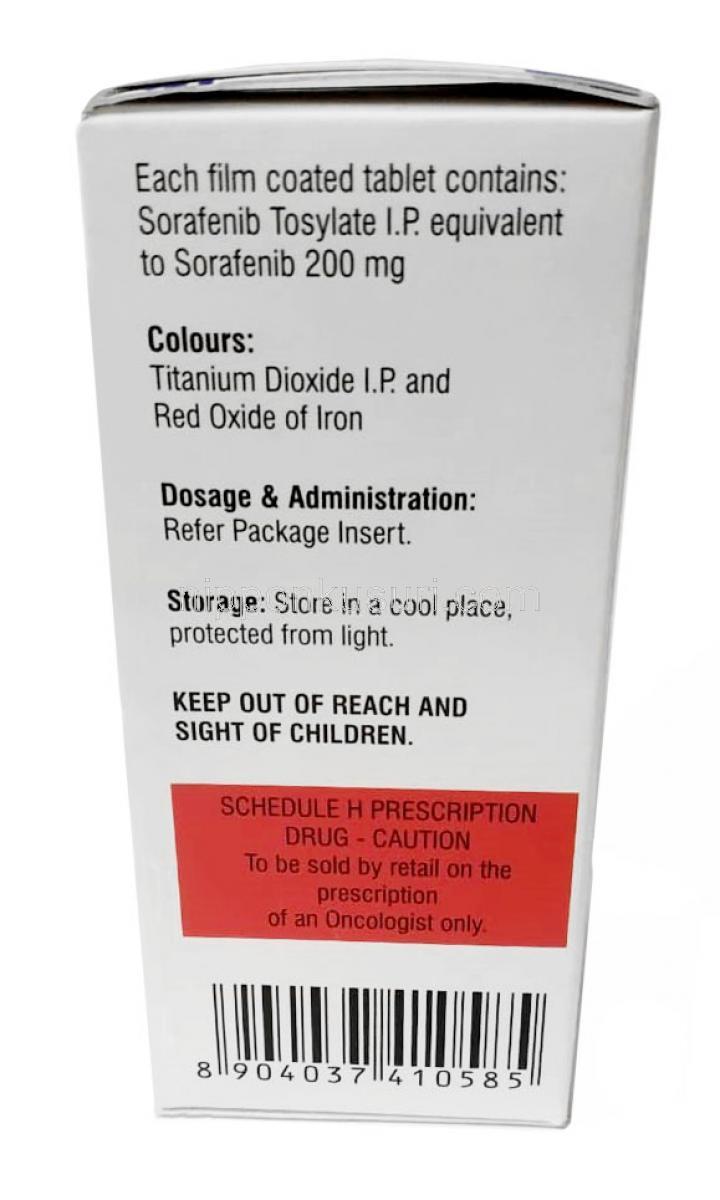 Each film coated tablet contains:
Sorafenib Tosylate I.P. equivalent
to Sorafenib 200 mg
Colours:
Titanium Dioxide I.P. and
Red Oxide of Iron
Dosage & Administration:
Refer Package Insert.
nipponkusuri.com
Storage: Store in a cool place,
protected from light.
KEEP OUT OF REACH AND
SIGHT OF CHILDREN.
SCHEDULE H PRESCRIPTION
DRUG - CAUTION
To be sold by retail on the
prescription
of an Oncologist only.
8 904037 410585